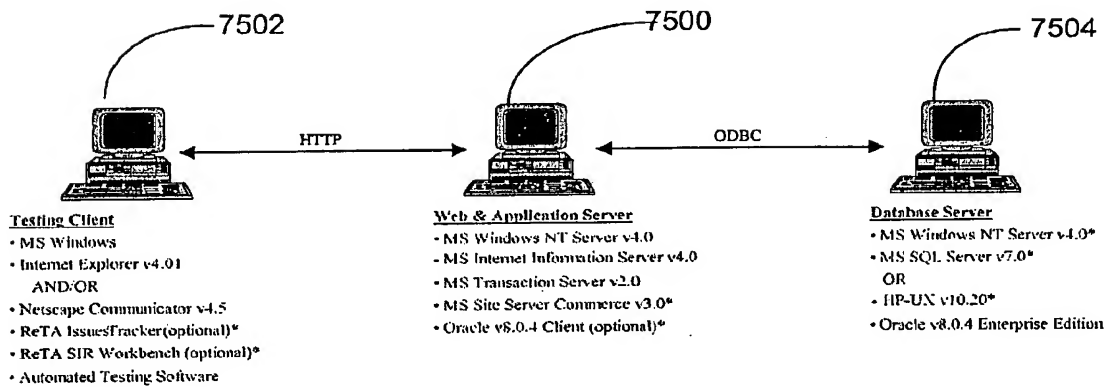 7502
7500
7504
HTTP
ODBC
Testing Client
• MS Windows
• Internet Explorer v4.01
AND/OR
• Netscape Communicator v4.5
• ReTA IssuesTracker(optional)*
• ReTA SIR Workbench (optional)*
• Automated Testing Software
Web & Application Server
• MS Windows NT Server v4.0
- MS Internet Information Server v4.0
• MS Transaction Server v2.0
• MS Site Server Commerce v3.0*
• Oracle v8.0.4 Client (optional)*
Database Server
• MS Windows NT Server v4.0*
• MS SQL Server v7.0*
OR
• HP-UX v10.20*
• Oracle v8.0.4 Enterprise Edition